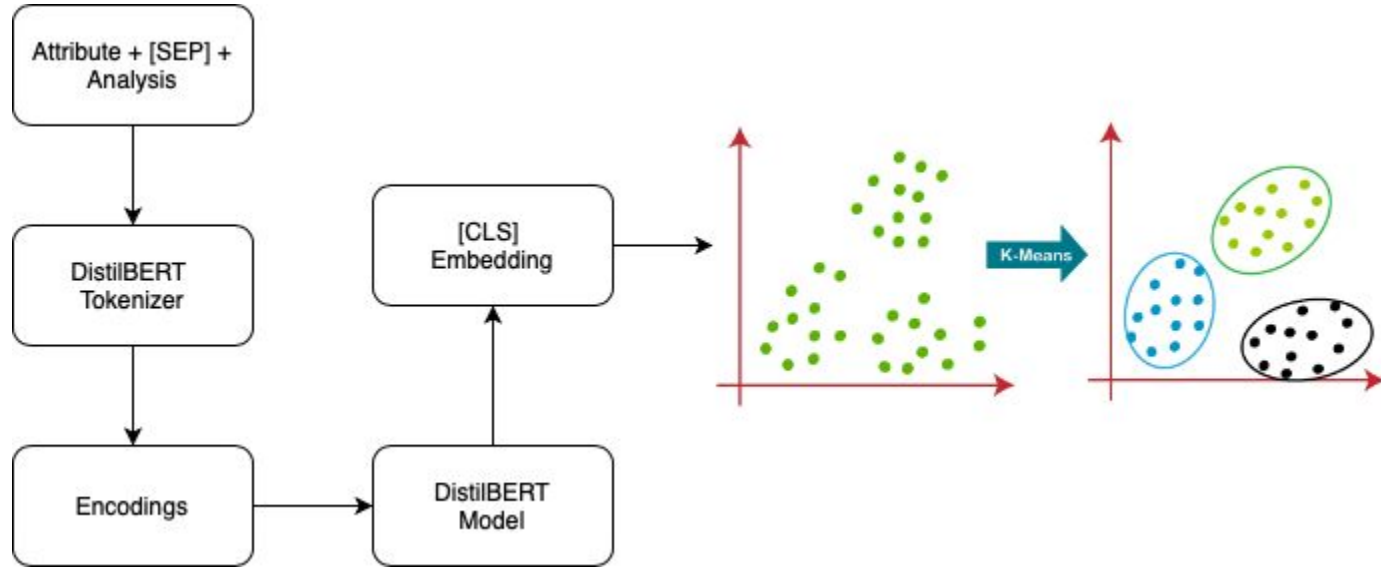 Attribute + [SEP] +
Analysis
DistilBERT
Tokenizer
Encodings
DistilBERT
Model
[CLS]
Embedding
K-Means